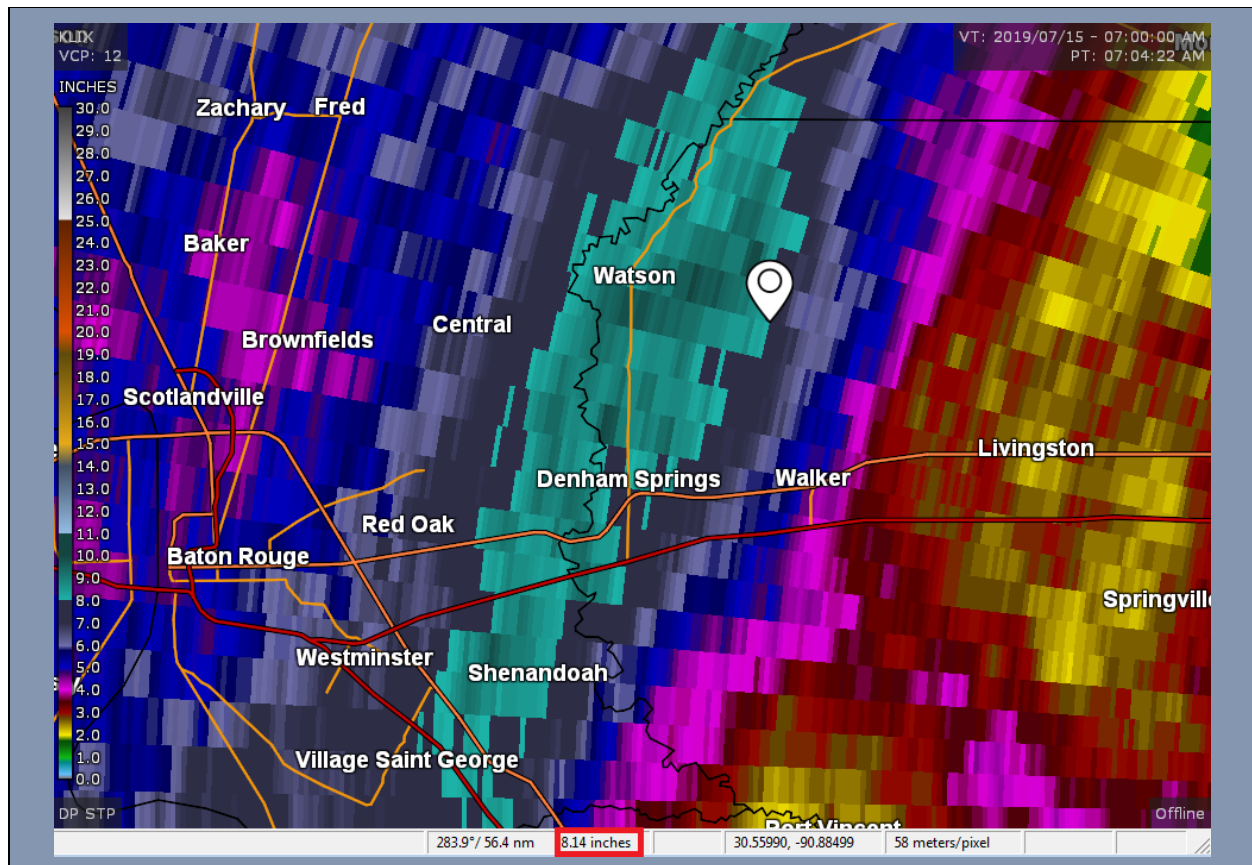 KLIX
VCP: 12
VT: 2019/07/15 - 07:00:00 AM
PT: 07:04:22 AM
INCHES
30.0
29.0
28.0
27.0
26.0
25.0
24.0
23.0
22.0
21.0
20.0
19.0
18.0
17.0
16.0
15.0
14.0
13.0
12.0
11.0
10.0
9.0
8.0
7.0
6.0
5.0
4.0
3.0
2.0
1.0
0.0
Zachary Fred
Baker
Watson
Central
Brownfields
Scotlandville
Livingston
Denham Springs Walker
Red Oak
Baton Rouge
Springville
Westminster
Shenandoah
Village Saint George
Port Vincent
DP STP
Offline
283.9°/ 56.4 nm 8.14 inches 30.55990, -90.88499 58 meters/pixel